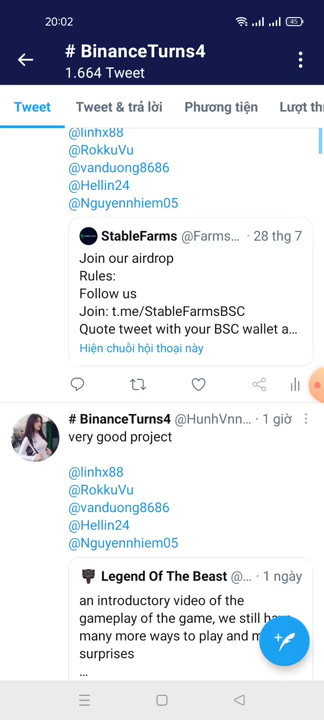 20:02
45
# BinanceTurns4
1.664 Tweet
Tweet
Tweet & trả lời
Phương tiện
Lượt th
@linhx88
@RokkuVu
@vanduong8686
@Hellin24
@Nguyennhiem05
StableFarms @Farms… · 28 thg 7
Join our airdrop
Rules:
Follow us
Join: t.me/StableFarmsBSC
Quote tweet with your BSC wallet a…
Hiện chuỗi hội thoại này
# BinanceTurns4 @HunhVnn… · 1 giờ
very good project
@linhx88
@RokkuVu
@vanduong8686
@Hellin24
@Nguyennhiem05
Legend Of The Beast @… · 1 ngày
an introductory video of the
gameplay of the game, we still have
many more ways to play and m
surprises
…